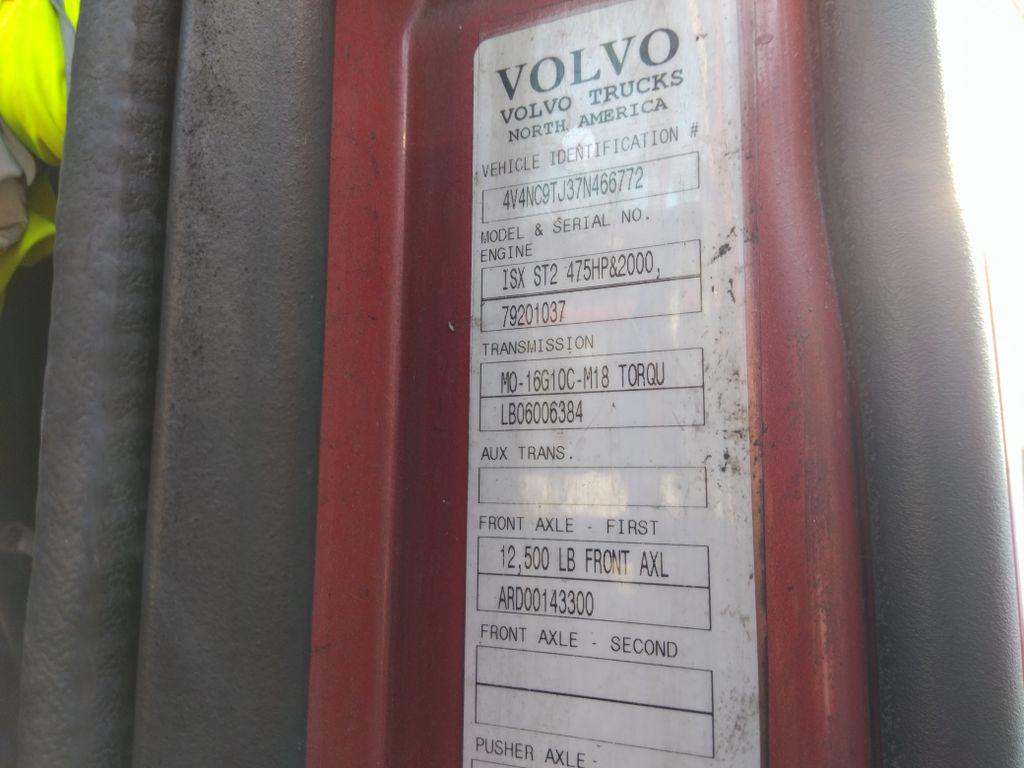 VOLVO
VOLVO TRUCKS
NORTH AMERICA
VEHICLE IDENTIFICATION #
4V4NC9TJ37N466772
MODEL & SERIAL NO.
ENGINE
ISX ST2 475HP&2000,
79201037
TRANSMISSION
MO-16G10C-M18 TORQU
LB06006384
AUX TRANS.
FRONT AXLE - FIRST
12,500 LB FRONT AXL
ARD00143300
FRONT AXLE - SECOND
PUSHER AXLE -